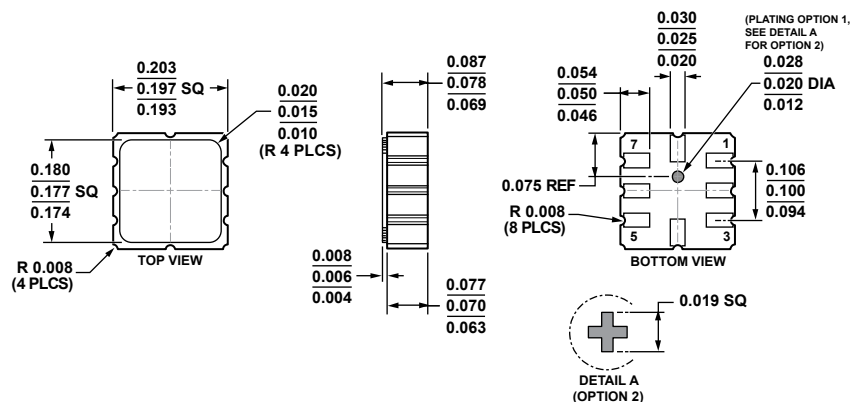 0.203
0.197 SQ
0.193
0.020
0.015
0.010
(R 4 PLCS)
0.180
0.177 SQ
0.174
R 0.008
(4 PLCS)
TOP VIEW
0.087
0.078
0.069
0.008
0.006
0.004
0.077
0.070
0.063
0.030
0.025
0.020
(PLATING OPTION 1,
SEE DETAIL A
FOR OPTION 2)
0.054
0.050
0.046
0.028
0.020 DIA
0.012
7
1
0.075 REF
0.106
0.100
0.094
R 0.008
(8 PLCS)
5
3
BOTTOM VIEW
0.019 SQ
DETAIL A
(OPTION 2)